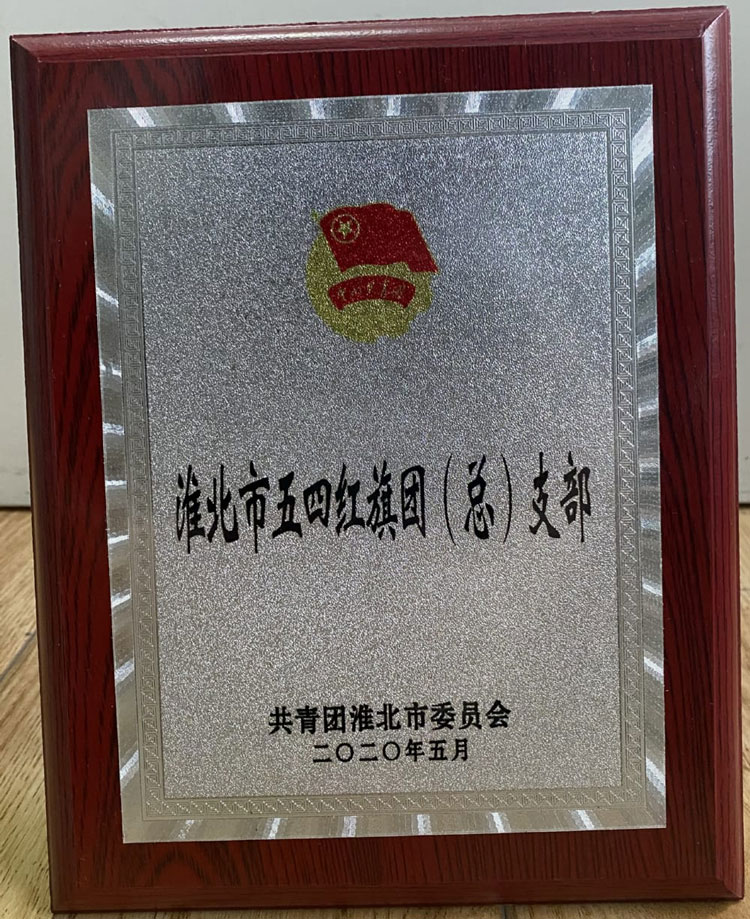 淮北市五四红旗团（总）支部
共青团淮北市委员会
二〇二〇年五月